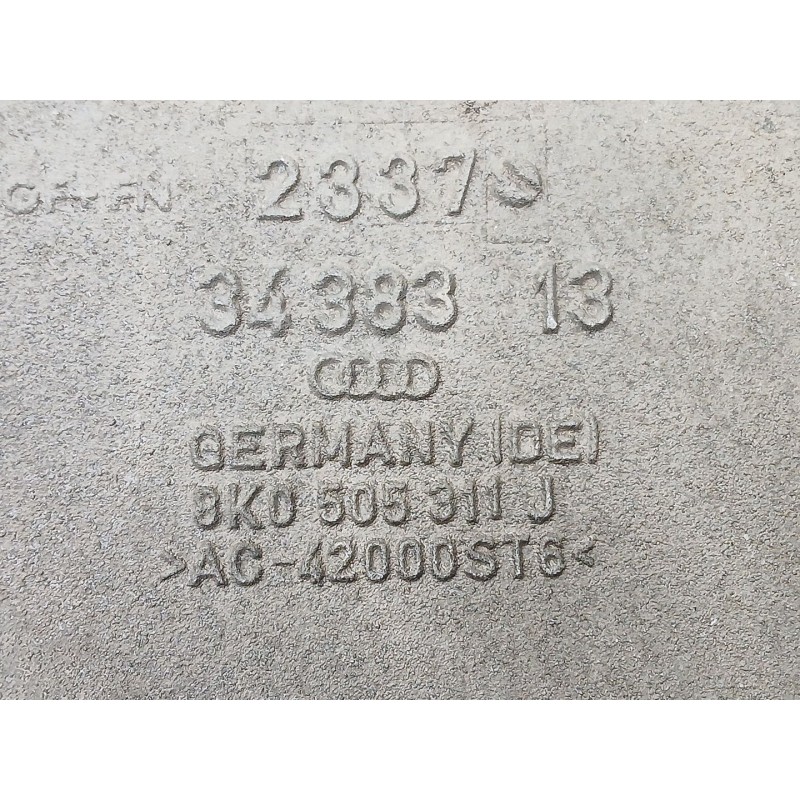 2337
34 383 13
GERMANY (DE)
8K0 505 311 J
>AC-42000ST6<